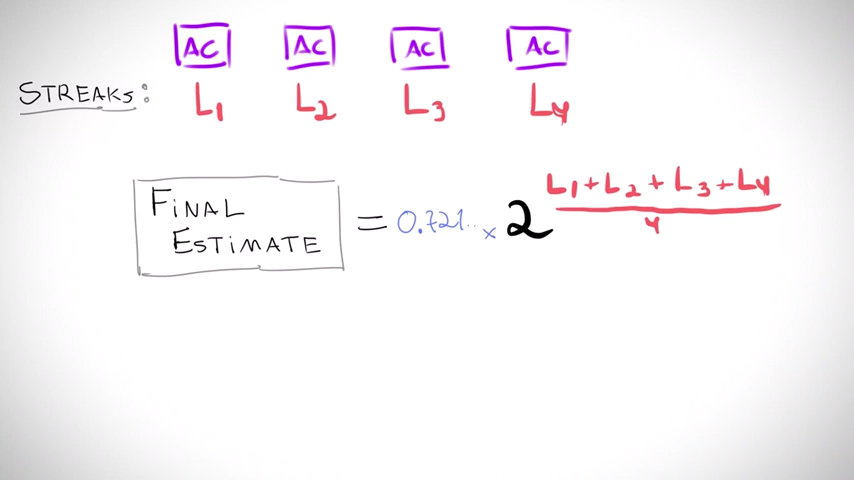 AC AC AC AC
STREAKS: L1 L2 L3 L4
FINAL ESTIMATE = 0.721... × 2^((L1+L2+L3+L4)/4)